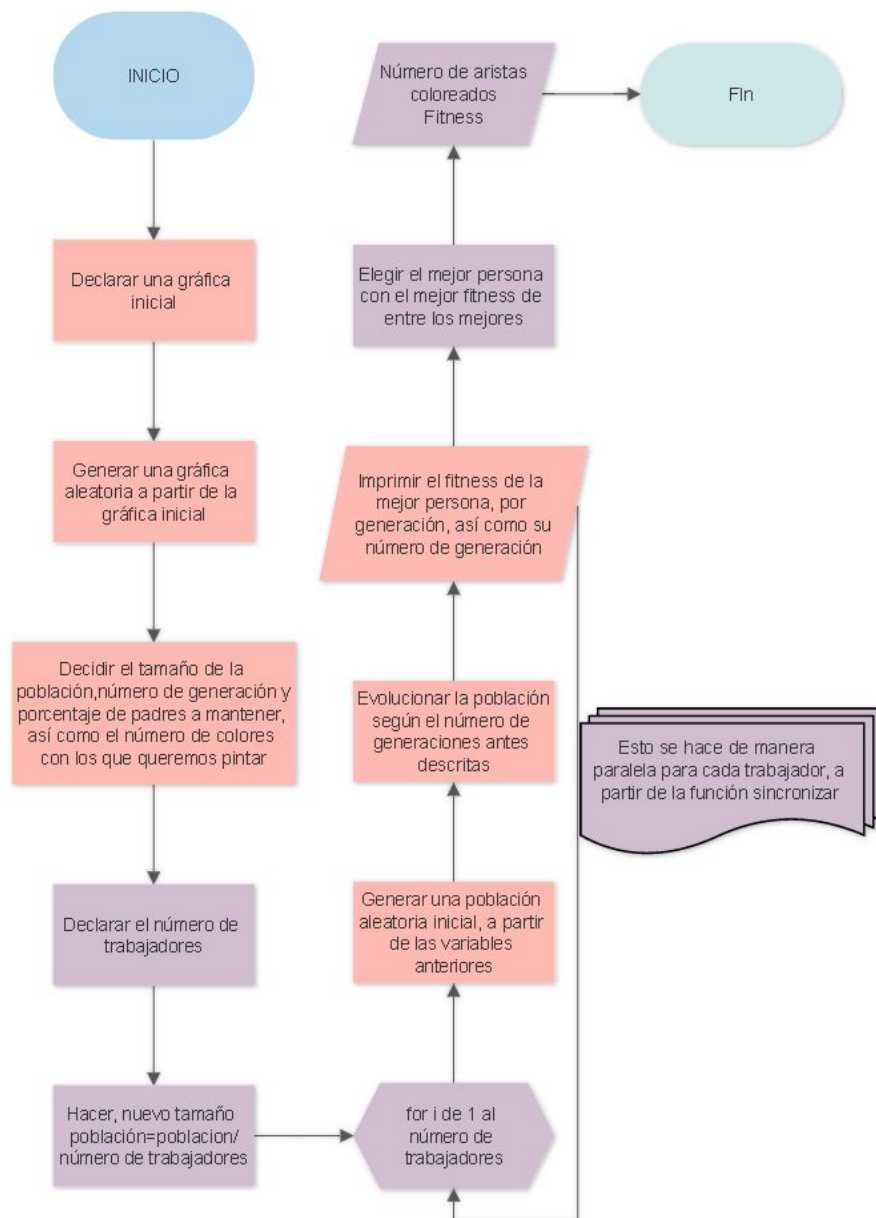 INICIO
Declarar una gráfica
inicial
Generar una gráfica
aleatoria a partir de la
gráfica inicial
Decidir el tamaño de la
población,número de generación y
porcentaje de padres a mantener,
así como el número de colores
con los que queremos pintar
Declarar el número de
trabajadores
Hacer, nuevo tamaño
población=poblacion/
número de trabajadores
for i de 1 al
número de
trabajadores
Generar una población
aleatoria inicial, a partir
de las variables
anteriores
Evolucionar la población
según el número de
generaciones antes
descritas
Imprimir el fitness de la
mejor persona, por
generación, así como su
número de generación
Elegir el mejor persona
con el mejor fitness de
entre los mejores
Número de aristas
coloreados
Fitness
FIn
Esto se hace de manera
paralela para cada trabajador, a
partir de la función sincronizar